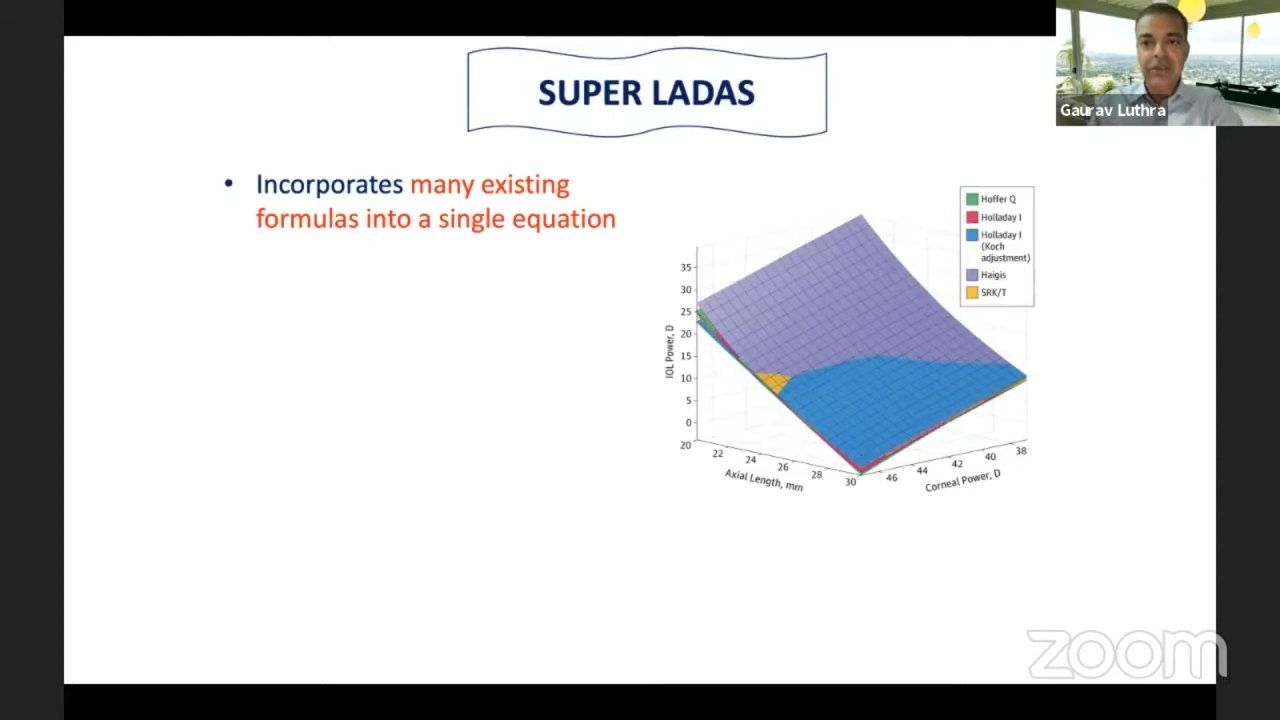 SUPER LADAS
Gaurav Luthra
• Incorporates many existing
formulas into a single equation
Hoffer Q
Holladay I
Holladay I
(Koch
adjustment)
Haigis
SRK/T
IOL Power, D
35
30
25
20
15
10
5
0
20
22
24
26
28
30
Axial Length, mm
46
44
42
40
38
Corneal Power, D
zoom